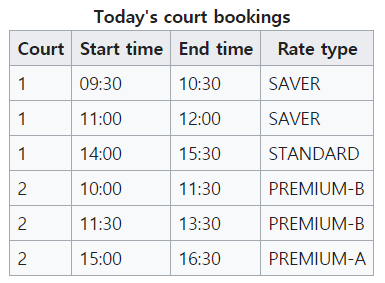 Today's court bookings
Court Start time End time Rate type
1 09:30 10:30 SAVER
1 11:00 12:00 SAVER
1 14:00 15:30 STANDARD
2 10:00 11:30 PREMIUM-B
2 11:30 13:30 PREMIUM-B
2 15:00 16:30 PREMIUM-A